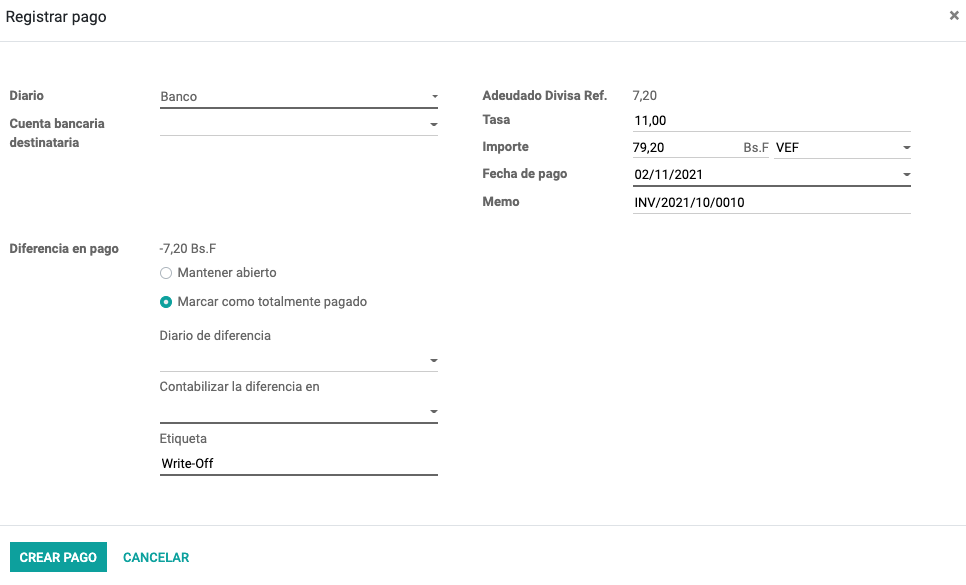 Registrar pago
×
Diario
Banco
Cuenta bancaria
destinataria
Adeudado Divisa Ref.
7,20
Tasa
11,00
Importe
79,20 Bs.F VEF
Fecha de pago
02/11/2021
Memo
INV/2021/10/0010
Diferencia en pago
-7,20 Bs.F
Mantener abierto
Marcar como totalmente pagado
Diario de diferencia
Contabilizar la diferencia en
Etiqueta
Write-Off
CREAR PAGO
CANCELAR